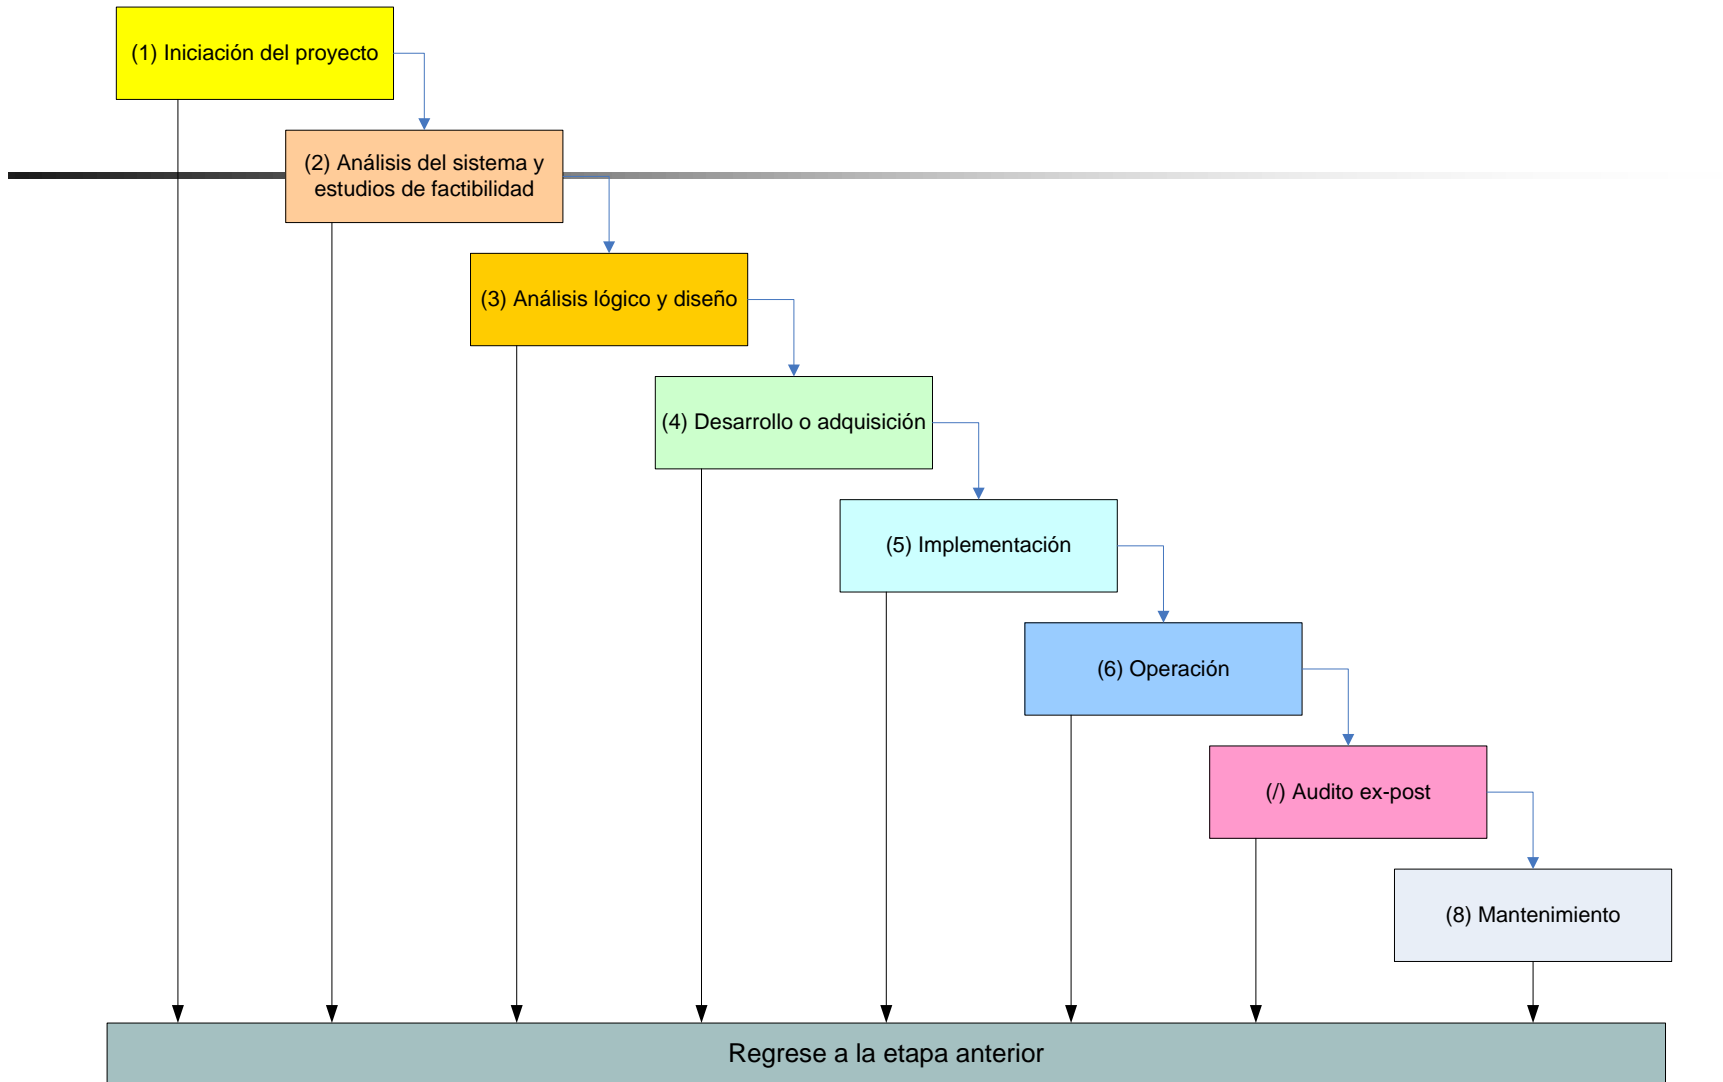 (1) Iniciación del proyecto
(2) Análisis del sistema y
estudios de factibilidad
(3) Análisis lógico y diseño
(4) Desarrollo o adquisición
(5) Implementación
(6) Operación
(/) Audito ex-post
(8) Mantenimiento
Regrese a la etapa anterior